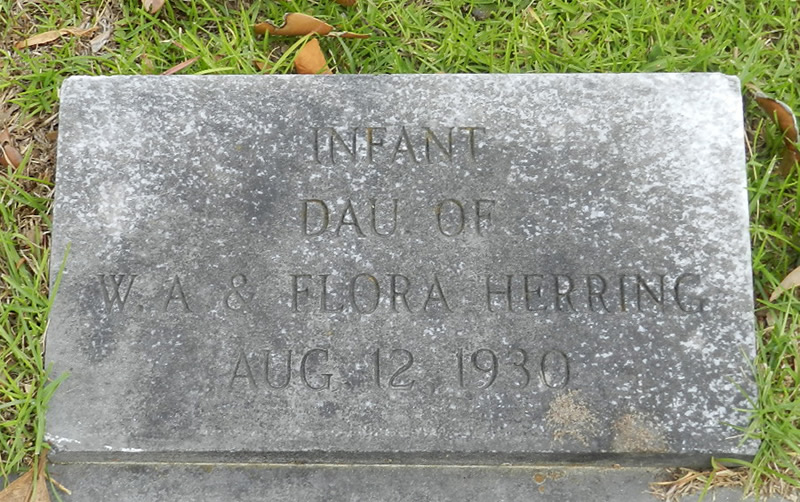 INFANT
DAU. OF
W. A & FLORA HERRING
AUG. 12, 1930